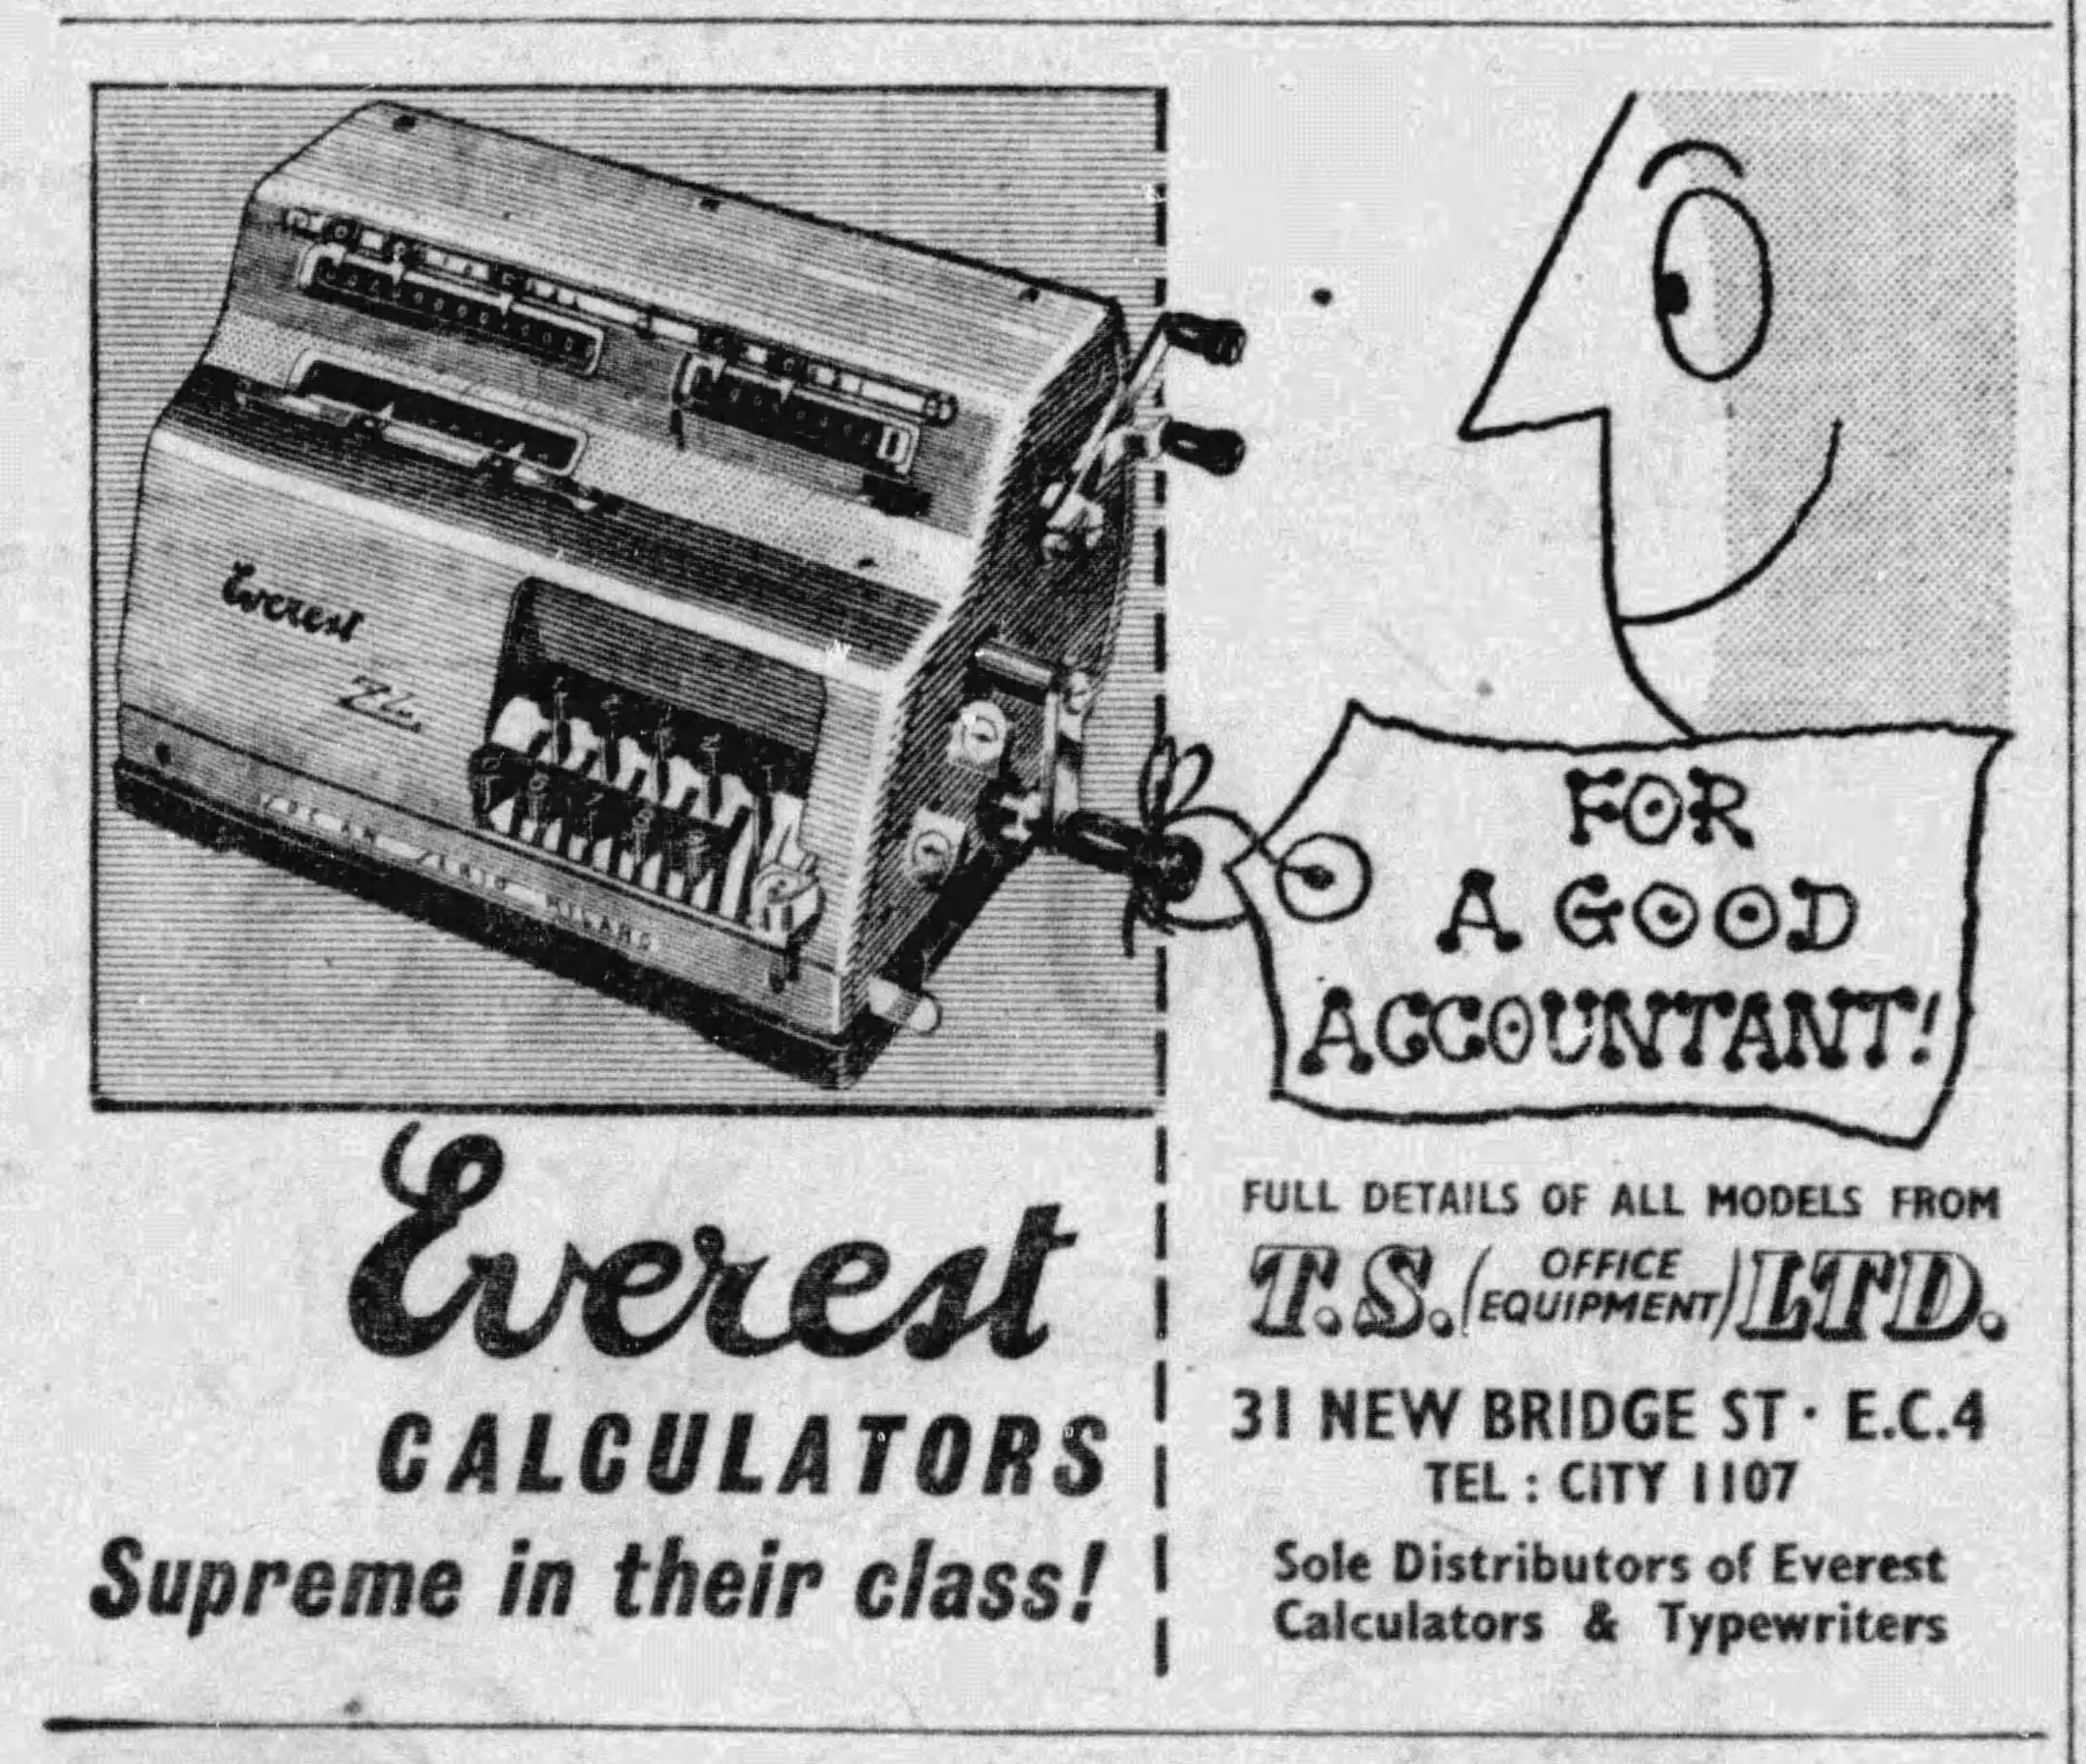 Everest
MILANO
FOR
A GOOD
ACCOUNTANT!
Everest
CALCULATORS
Supreme in their class!
FULL DETAILS OF ALL MODELS FROM
T.S. (OFFICE EQUIPMENT) LTD.
31 NEW BRIDGE ST · E.C.4
TEL : CITY 1107
Sole Distributors of Everest
Calculators & Typewriters